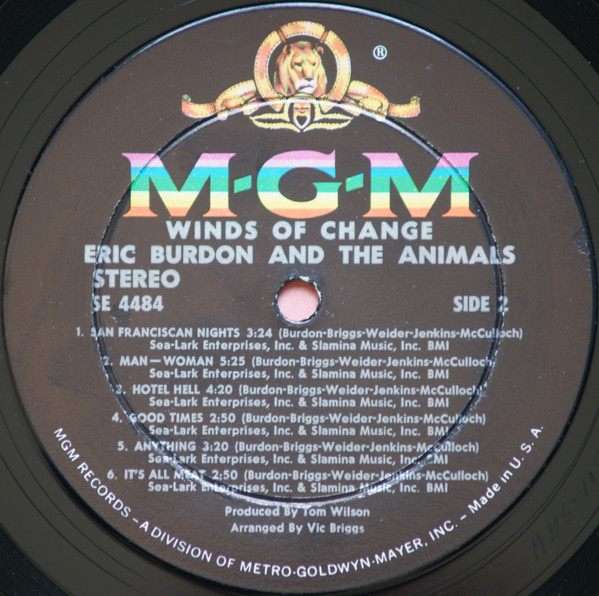 ®
M-G-M
WINDS OF CHANGE
ERIC BURDON AND THE ANIMALS
STEREO
SE 4484 SIDE 2
1. SAN FRANCISCAN NIGHTS 3:24 (Burdon-Briggs-Weider-Jenkins-McCulloch)
Sea-Lark Enterprises, Inc. & Slamina Music, Inc. BMI
2. MAN—WOMAN 5:25 (Burdon-Briggs-Weider-Jenkins-McCulloch)
Sea-Lark Enterprises, Inc. & Slamina Music, Inc. BMI
3. HOTEL HELL 4:20 (Burdon-Briggs-Weider-Jenkins-McCulloch)
Sea-Lark Enterprises, Inc. & Slamina Music, Inc. BMI
4. GOOD TIMES 2:50 (Burdon-Briggs-Weider-Jenkins-McCulloch)
Sea-Lark Enterprises, Inc. & Slamina Music, Inc. BMI
5. ANYTHING 3:20 (Burdon-Briggs-Weider-Jenkins-McCulloch)
Sea-Lark Enterprises, Inc. & Slamina Music, Inc. BMI
6. IT'S ALL MEAT 2:50 (Burdon-Briggs-Weider-Jenkins-McCulloch)
Sea-Lark Enterprises, Inc. & Slamina Music, Inc. BMI
Produced By Tom Wilson
Arranged By Vic Briggs
MGM RECORDS – A DIVISION OF METRO-GOLDWYN-MAYER, INC. – Made in U.S.A.